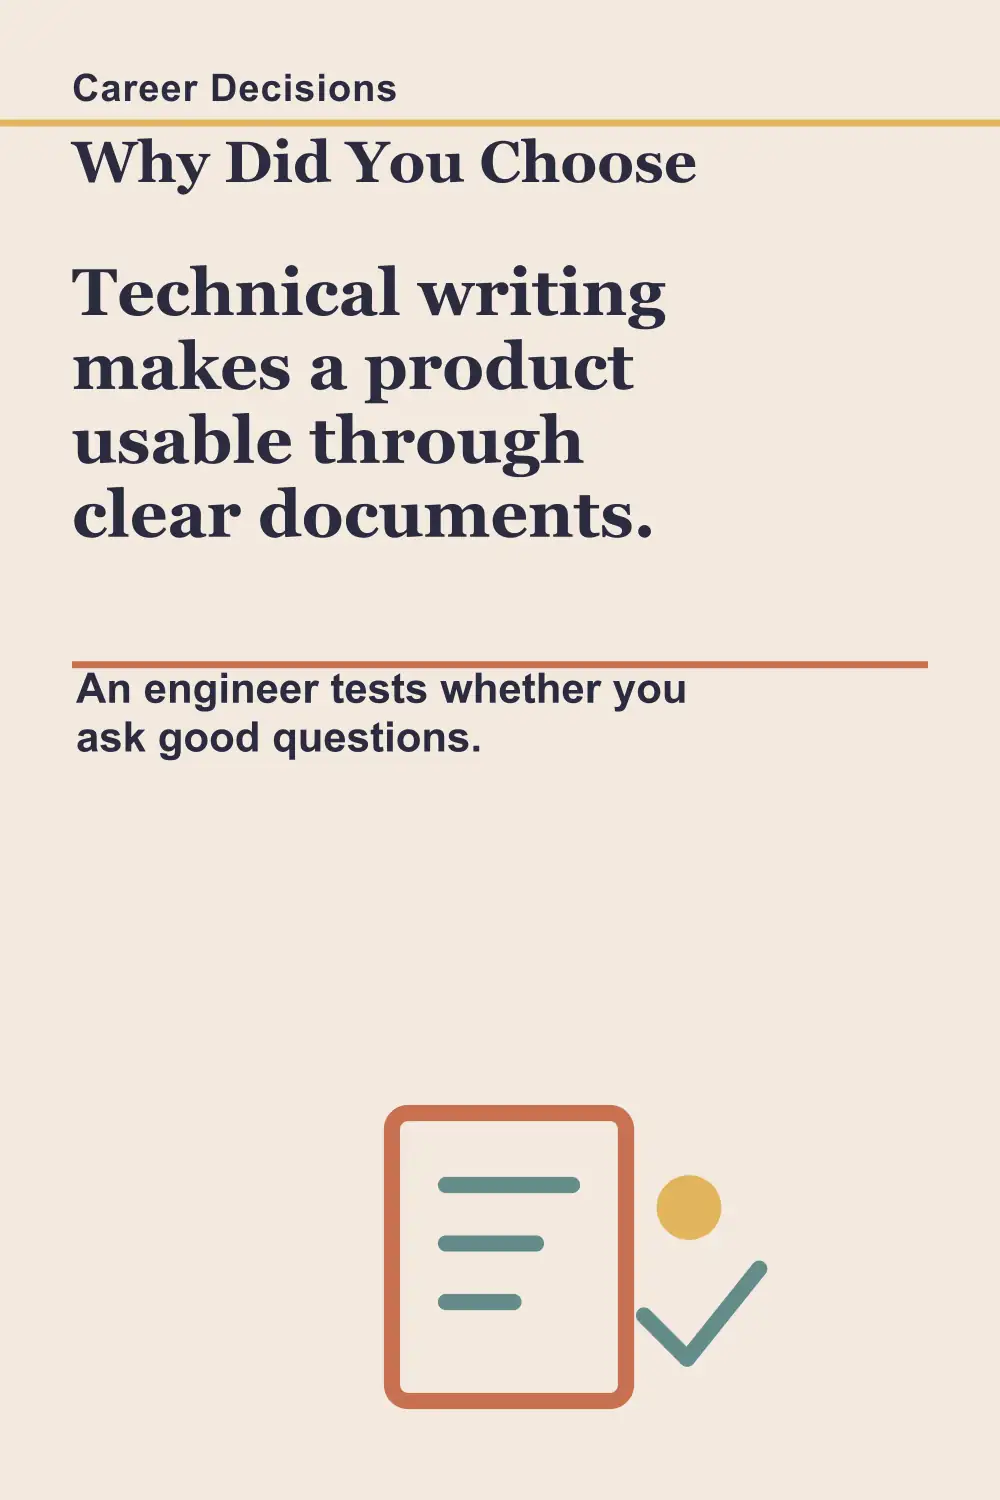 Career Decisions
Why Did You Choose
Technical writing
makes a product
usable through
clear documents.
An engineer tests whether you
ask good questions.